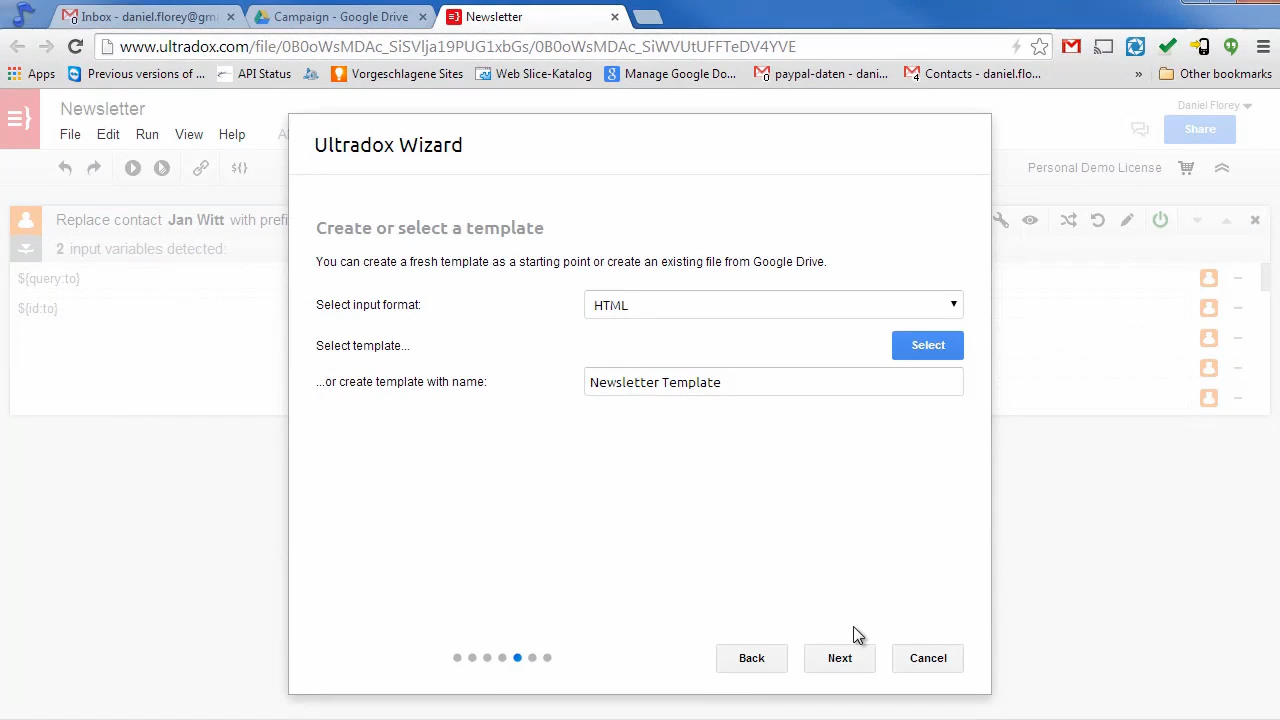 Inbox - daniel.florey@gm
Campaign - Google Drive
Newsletter
www.ultradox.com/file/0B0oWsMDAc_SiSVlja19PUG1zbGs/0B0oWsMDAc_SiWVUtUFFTeDV4YVE
Apps
Previous versions of ...
API Status
Vorgeschlagene Sites
Web Slice-Katalog
Manage Google Do...
paypal-daten - dani...
Contacts - daniel.flo...
»
Other bookmarks
Newsletter
Daniel Florey
File Edit Run View Help
Share
Personal Demo License
Replace contact Jan Witt with prefi
2 input variables detected:
${query:to}
${id:to}
Ultradox Wizard
Create or select a template
You can create a fresh template as a starting point or create an existing file from Google Drive.
Select input format:
HTML
Select template...
Select
...or create template with name:
Newsletter Template
Back
Next
Cancel